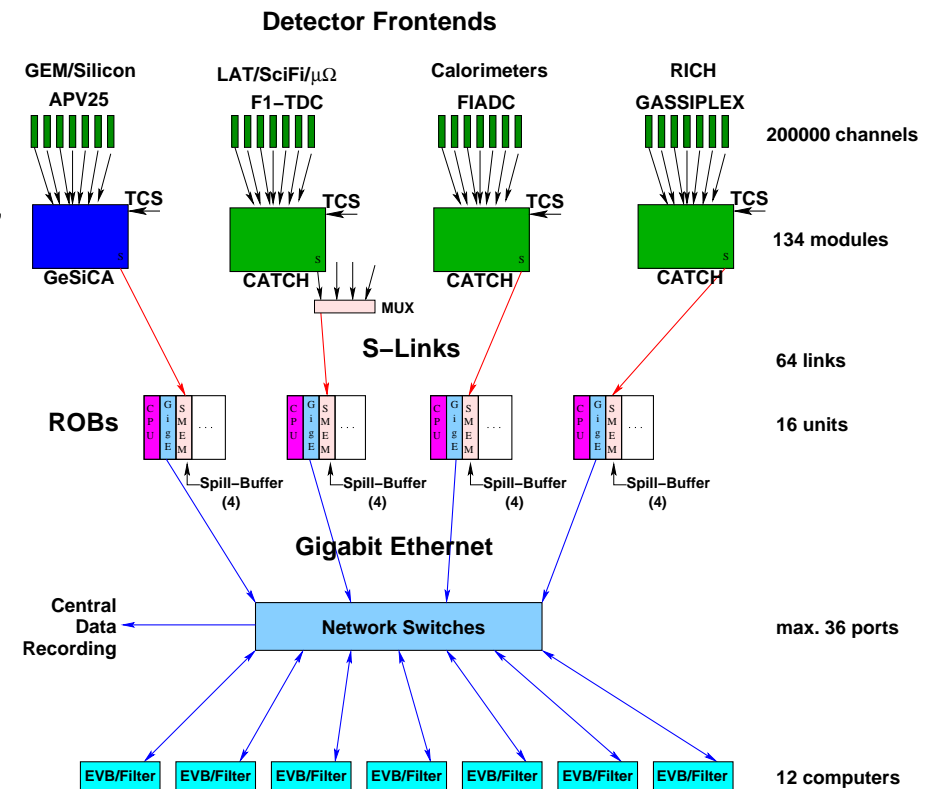 Detector Frontends
GEM/Silicon
LAT/SciFi/μΩ
Calorimeters
RICH
APV25
F1−TDC
FIADC
GASSIPLEX
200000 channels
TCS
TCS
TCS
TCS
S
S
S
S
134 modules
GeSiCA
CATCH
CATCH
CATCH
MUX
S−Links
64 links
ROBs
CPU
GigE
SMEM
...
CPU
GigE
SMEM
...
CPU
GigE
SMEM
...
CPU
GigE
SMEM
...
16 units
Spill−Buffer
(4)
Spill−Buffer
(4)
Spill−Buffer
(4)
Spill−Buffer
(4)
Gigabit Ethernet
Central
Data
Recording
Network Switches
max. 36 ports
EVB/Filter
EVB/Filter
EVB/Filter
EVB/Filter
EVB/Filter
EVB/Filter
EVB/Filter
12 computers